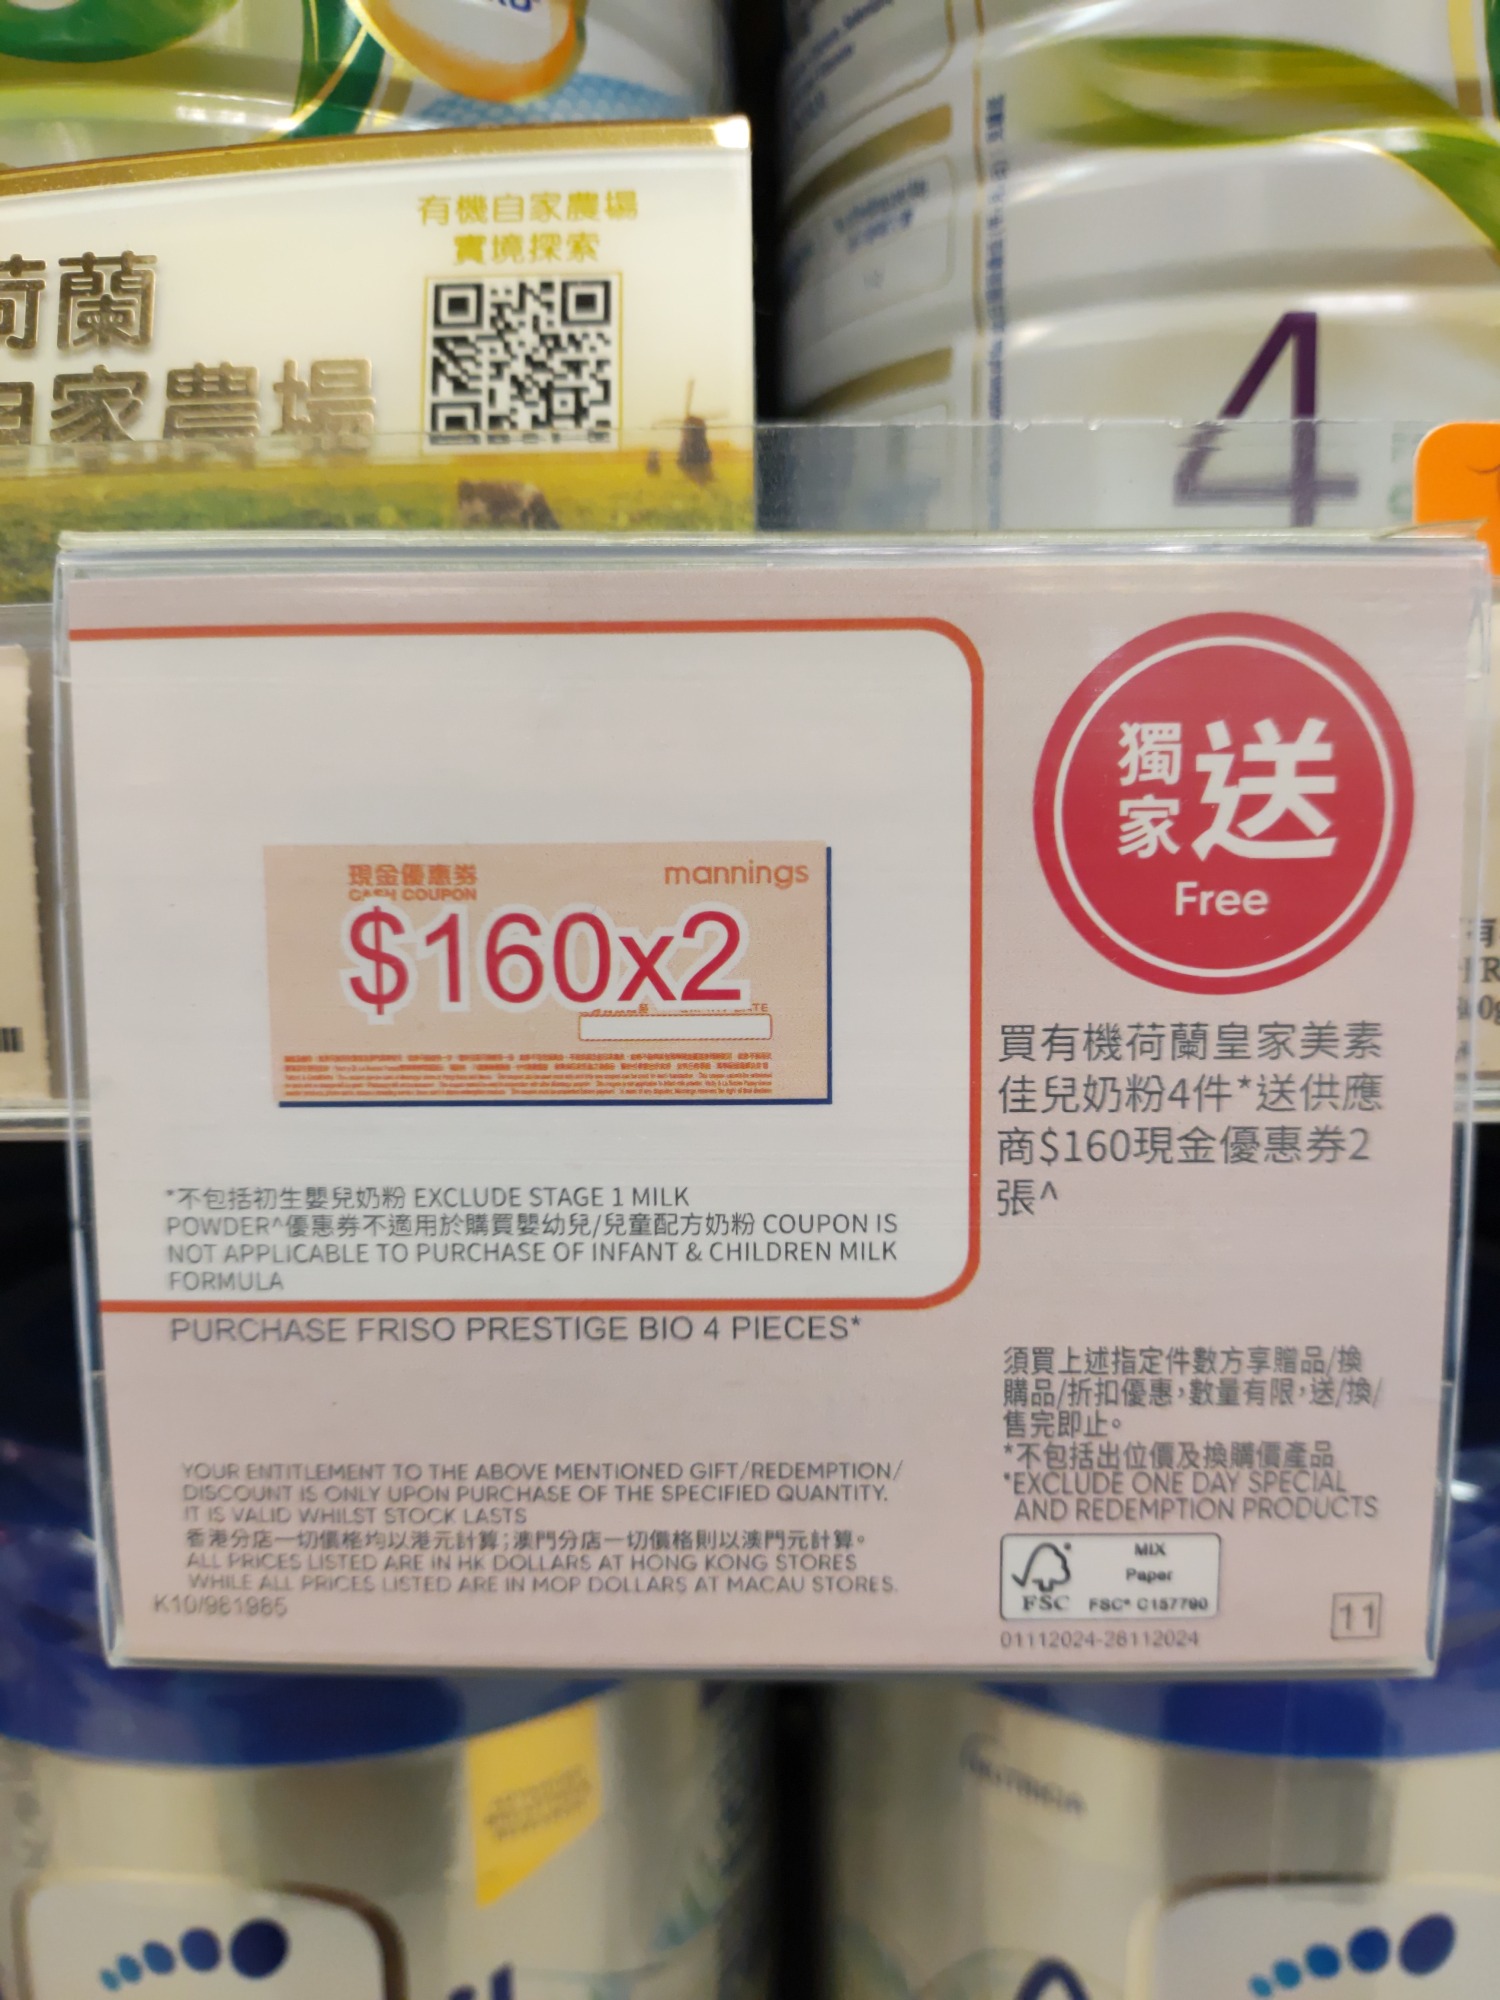 有機自家農場
實境探索
荷蘭
自家農場
4
獨家送
Free
現金優惠券
CASH COUPON
mannings
$160x2
買有機荷蘭皇家美素
佳兒奶粉4件*送供應
商$160現金優惠券2
張^
*不包括初生嬰兒奶粉 EXCLUDE STAGE 1 MILK
POWDER^優惠券不適用於購買嬰幼兒/兒童配方奶粉 COUPON IS
NOT APPLICABLE TO PURCHASE OF INFANT & CHILDREN MILK
FORMULA
PURCHASE FRISO PRESTIGE BIO 4 PIECES*
須買上述指定件數方享贈品/換
購品/折扣優惠，數量有限，送/換/
售完即止。
*不包括出位價及換購價產品
*EXCLUDE ONE DAY SPECIAL
AND REDEMPTION PRODUCTS
YOUR ENTITLEMENT TO THE ABOVE MENTIONED GIFT/REDEMPTION/
DISCOUNT IS ONLY UPON PURCHASE OF THE SPECIFIED QUANTITY.
IT IS VALID WHILST STOCK LASTS
香港分店一切價格均以港元計算；澳門分店一切價格則以澳門元計算。
ALL PRICES LISTED ARE IN HK DOLLARS AT HONG KONG STORES
WHILE ALL PRICES LISTED ARE IN MOP DOLLARS AT MACAU STORES.
K10/981985
MIX
Paper
FSC FSC® C157790
01112024-28112024
11